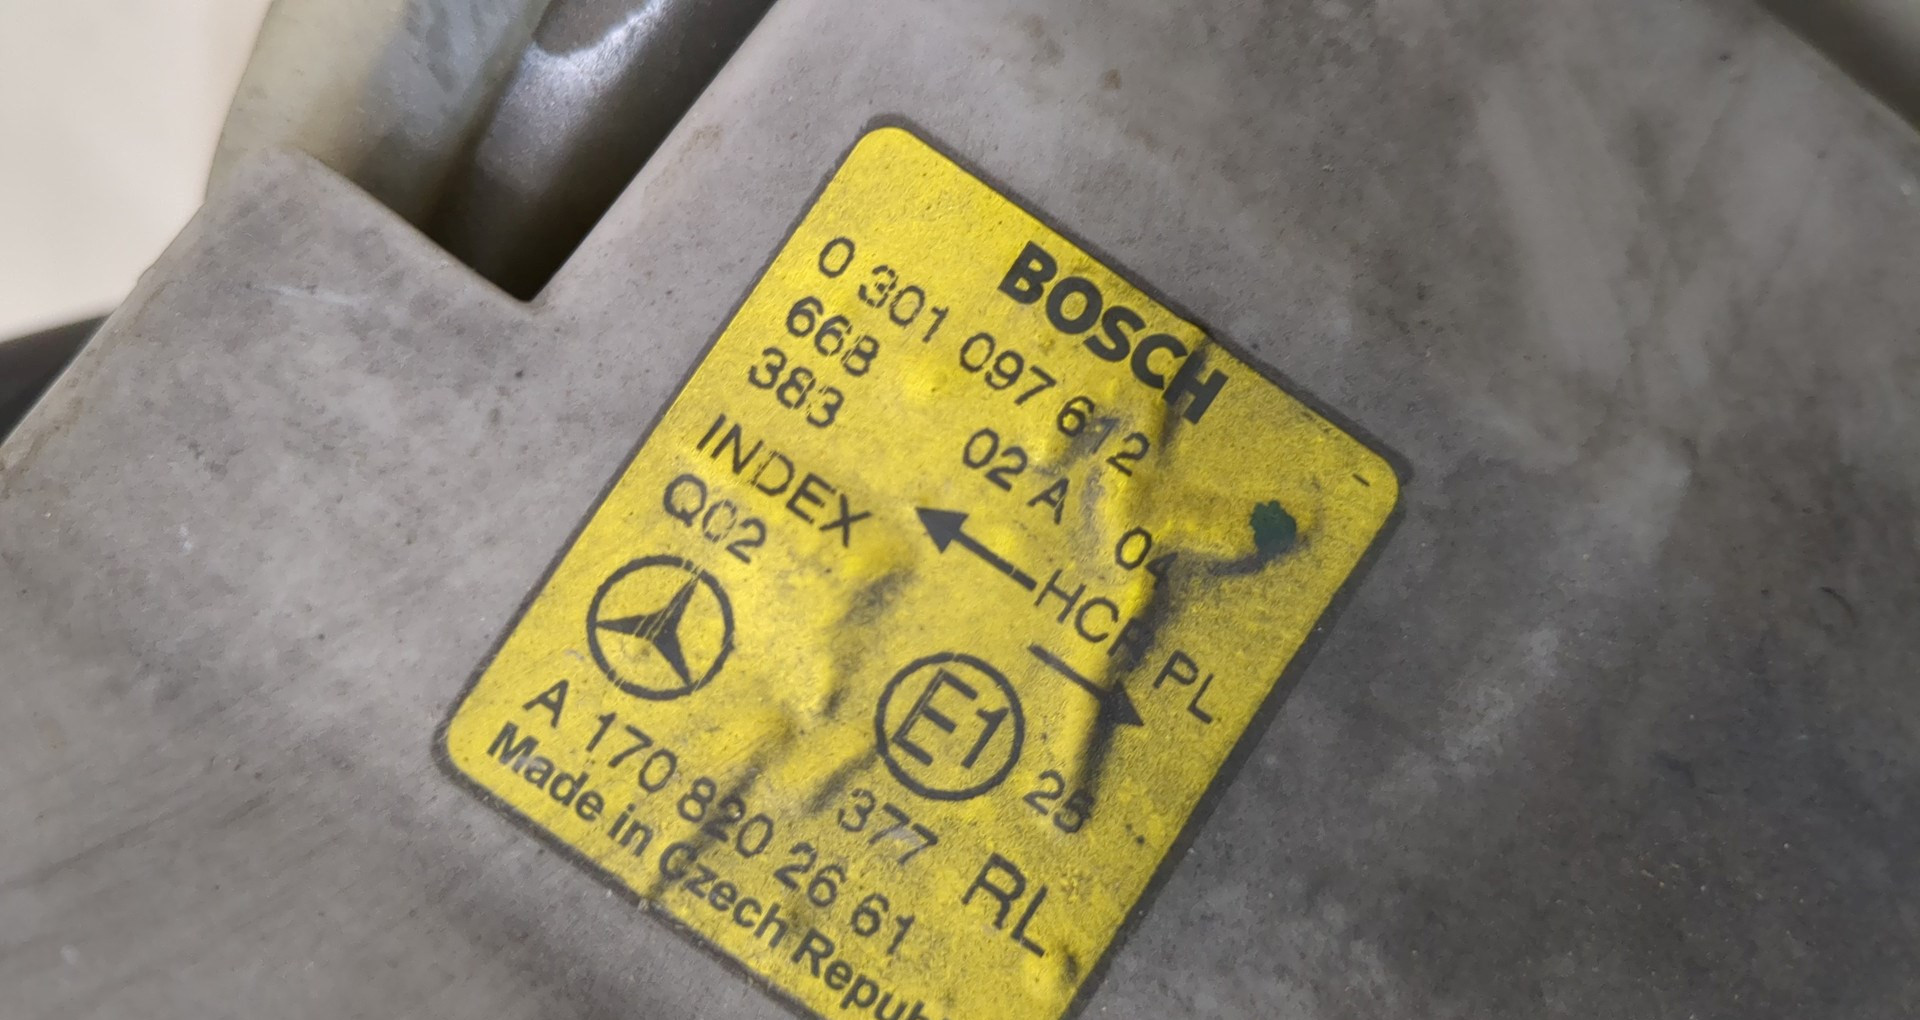 BOSCH
0 301 097 612
668 02 A 04
383
INDEX HCR PL
Q02
E1 25
377
A 170 820 26 61 RL
Made in Czech